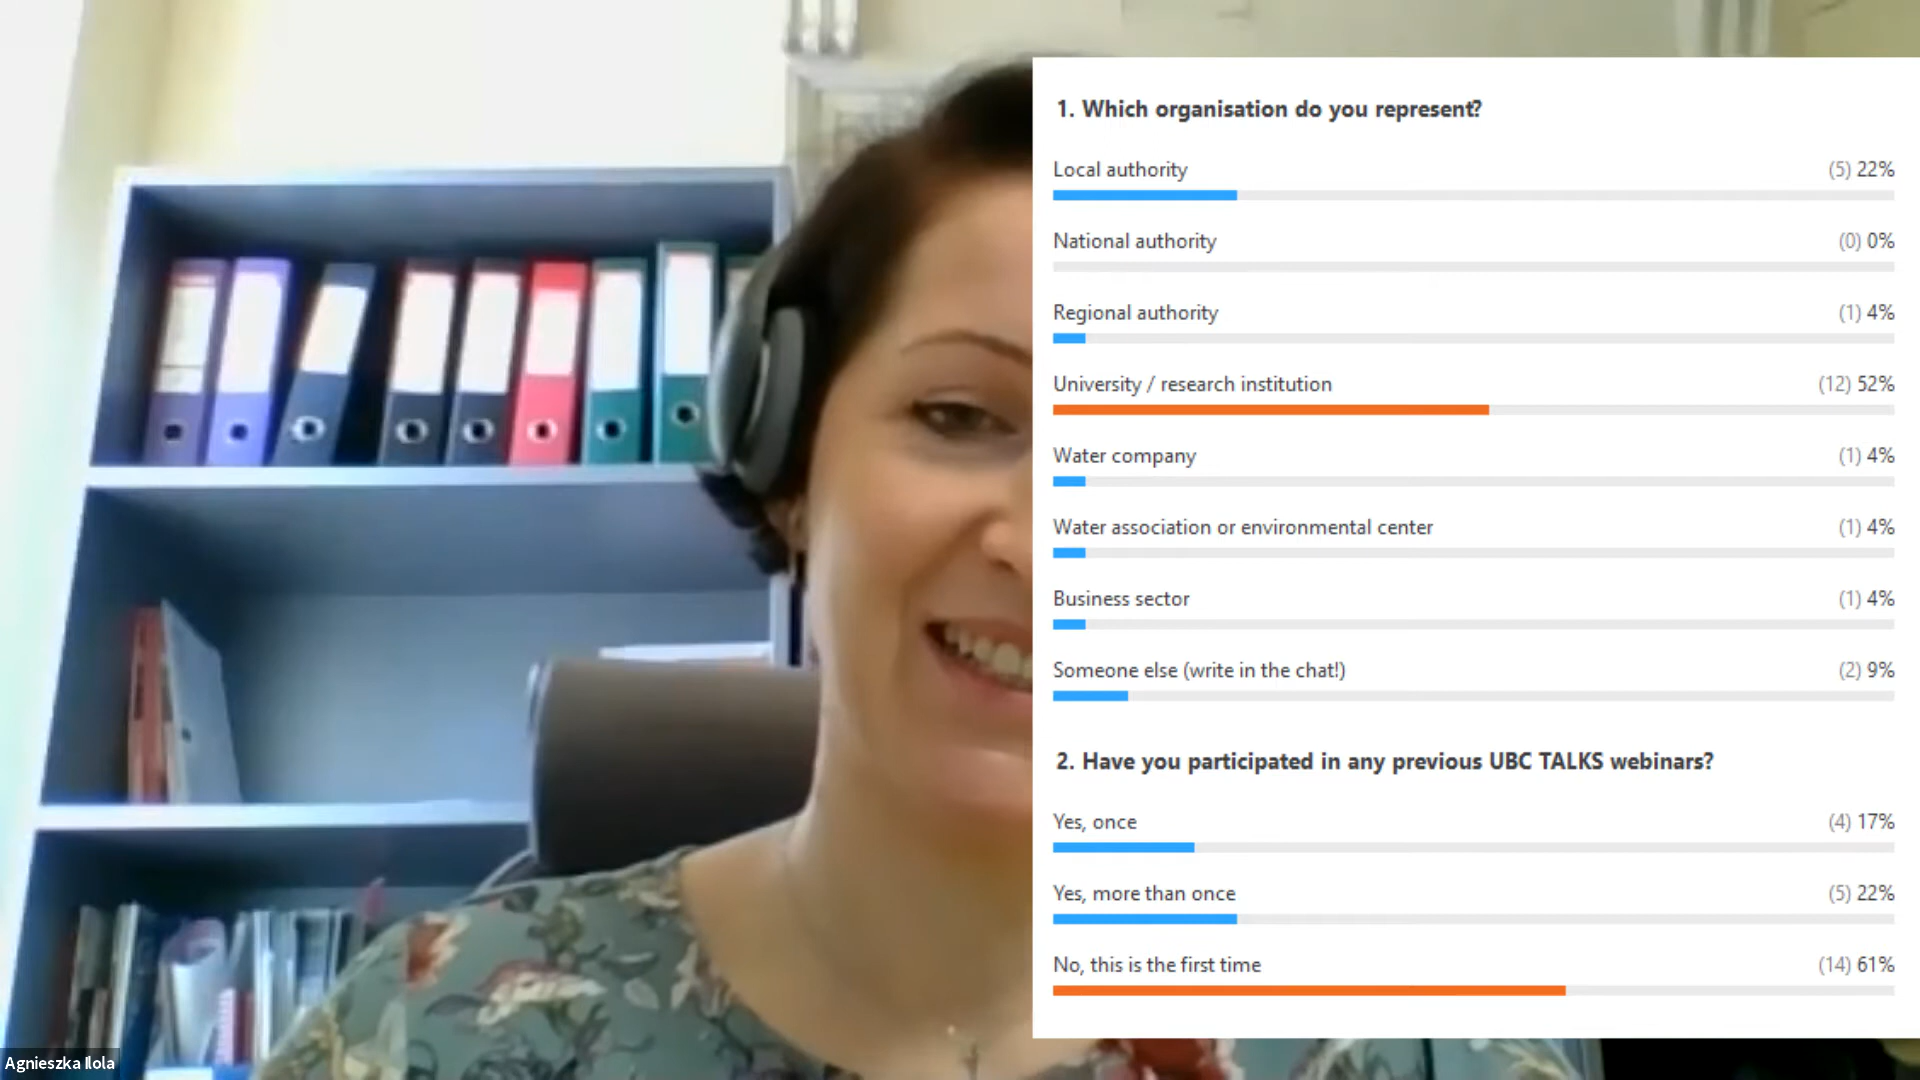 1. Which organisation do you represent?
Local authority (5) 22%
National authority (0) 0%
Regional authority (1) 4%
University / research institution (12) 52%
Water company (1) 4%
Water association or environmental center (1) 4%
Business sector (1) 4%
Someone else (write in the chat!) (2) 9%
2. Have you participated in any previous UBC TALKS webinars?
Yes, once (4) 17%
Yes, more than once (5) 22%
No, this is the first time (14) 61%
Agnieszka Ilola